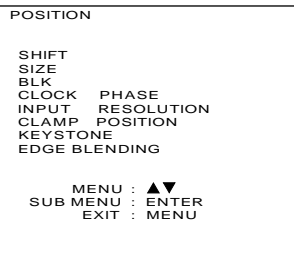 POSITION
SHIFT
SIZE
BLK
CLOCK PHASE
INPUT RESOLUTION
CLAMP POSITION
KEYSTONE
EDGE BLENDING
MENU : ▲▼
SUB MENU : ENTER
EXIT : MENU